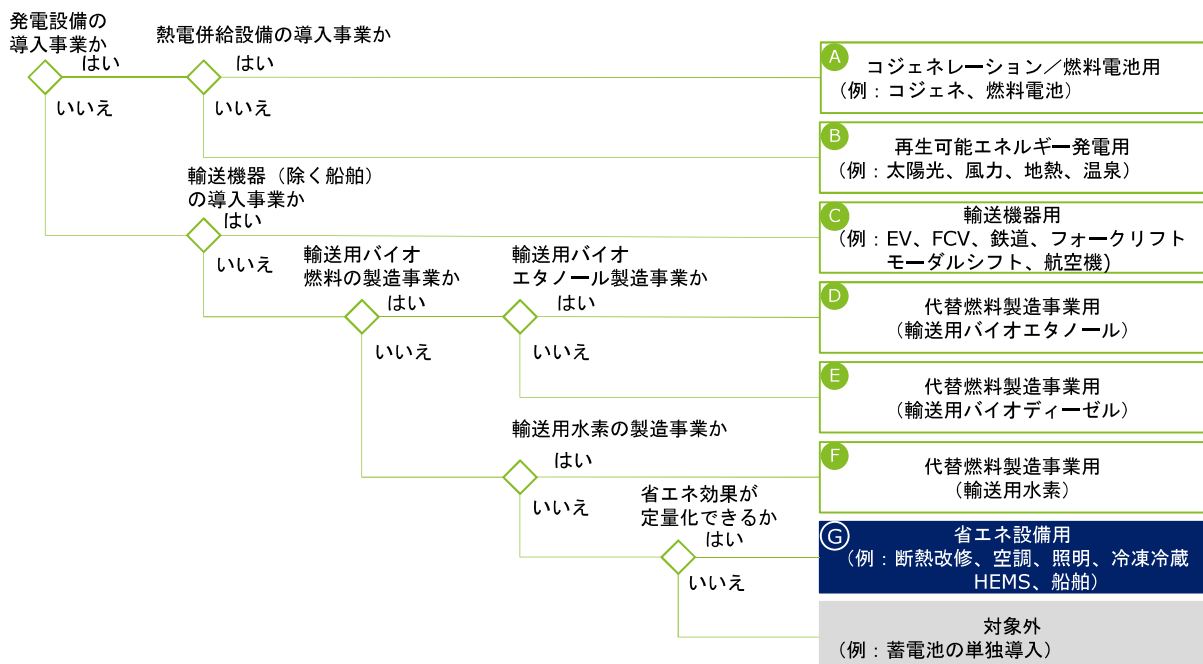 発電設備の
導入事業か
はい
いいえ
熱電併給設備の導入事業か
はい
いいえ
A
コジェネレーション／燃料電池用
（例：コジェネ、燃料電池）
B
再生可能エネルギー発電用
（例：太陽光、風力、地熱、温泉）
輸送機器（除く船舶）
の導入事業か
はい
いいえ
C
輸送機器用
（例：EV、FCV、鉄道、フォークリフト
モーダルシフト、航空機)
輸送用バイオ
燃料の製造事業か
はい
いいえ
輸送用バイオ
エタノール製造事業か
はい
いいえ
D
代替燃料製造事業用
（輸送用バイオエタノール）
E
代替燃料製造事業用
（輸送用バイオディーゼル）
輸送用水素の製造事業か
はい
いいえ
F
代替燃料製造事業用
（輸送用水素）
省エネ効果が
定量化できるか
はい
いいえ
G
省エネ設備用
（例：断熱改修、空調、照明、冷凍冷蔵
HEMS、船舶）
対象外
（例：蓄電池の単独導入）